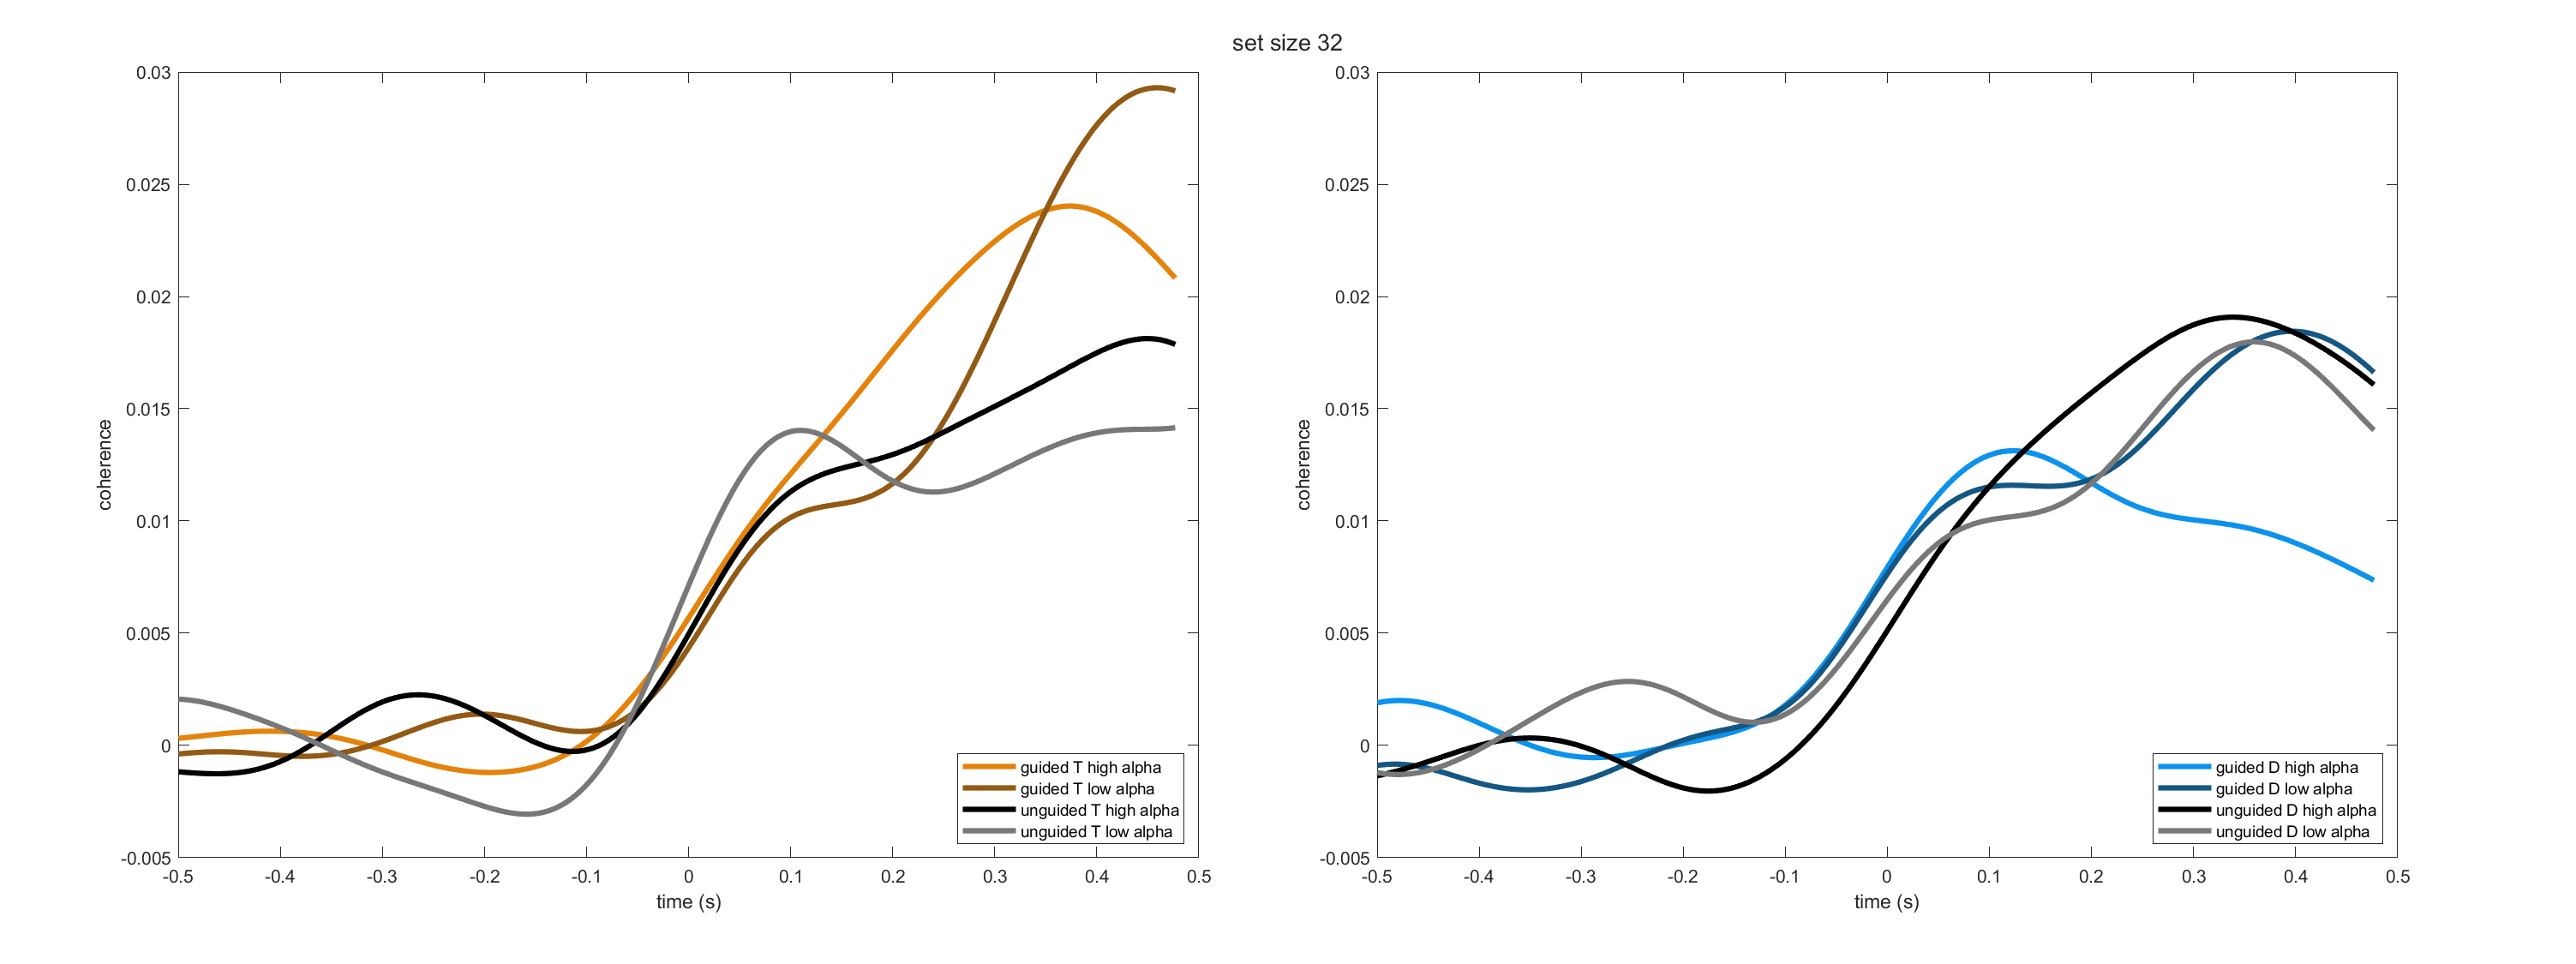 set size 32
0.03
0.025
0.02
0.015
0.01
0.005
0
-0.005
coherence
-0.5 -0.4 -0.3 -0.2 -0.1 0 0.1 0.2 0.3 0.4 0.5
time (s)
guided T high alpha
guided T low alpha
unguided T high alpha
unguided T low alpha
0.03
0.025
0.02
0.015
0.01
0.005
0
-0.005
coherence
-0.5 -0.4 -0.3 -0.2 -0.1 0 0.1 0.2 0.3 0.4 0.5
time (s)
guided D high alpha
guided D low alpha
unguided D high alpha
unguided D low alpha